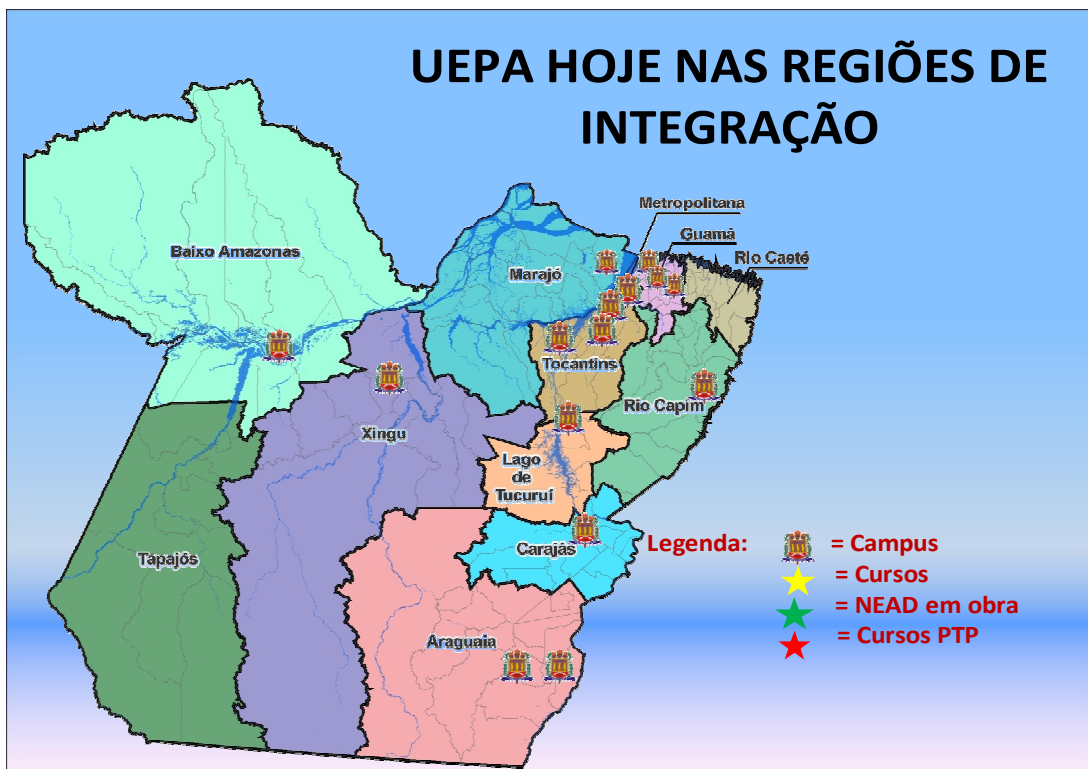 UEPA HOJE NAS REGIÕES DE
INTEGRAÇÃO
Metropolitana
Guamá
Rio Caeté
Baixo Amazonas
Marajó
Tocantins
Rio Capim
Xingu
Lago
de
Tucuruí
Carajás
Tapajós
Araguaia
Legenda:
= Campus
= Cursos
= NEAD em obra
= Cursos PTP